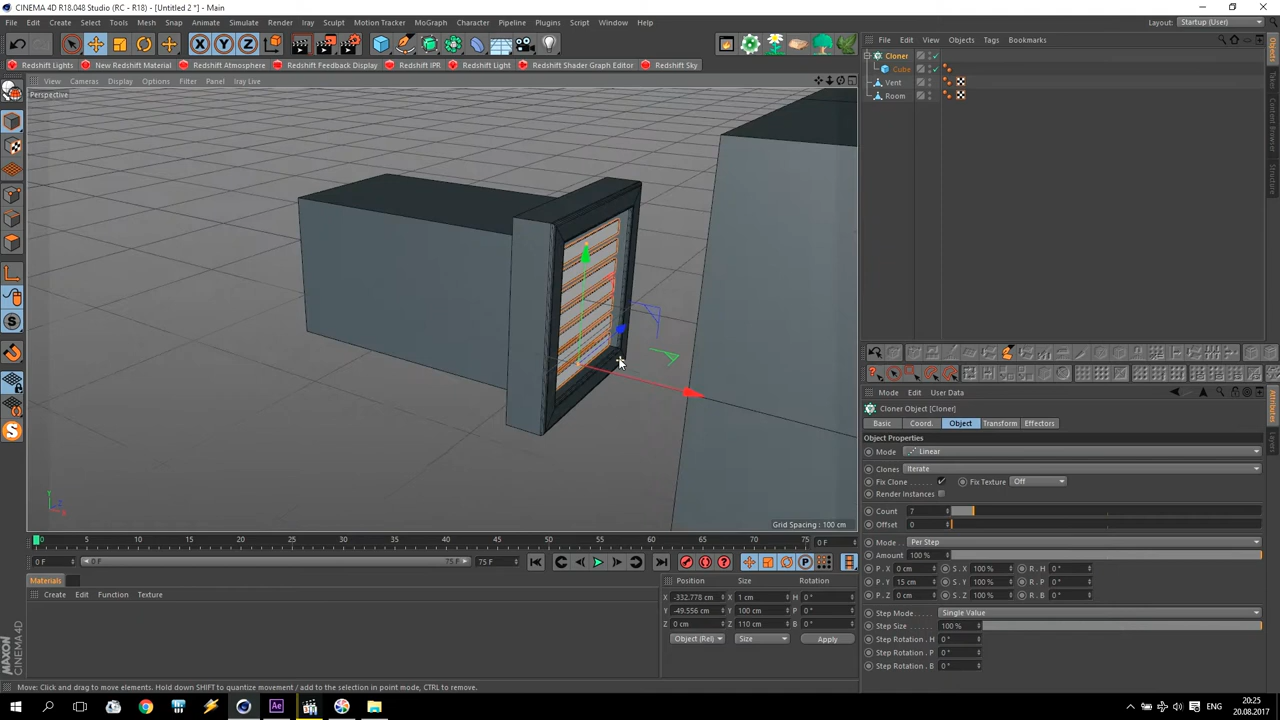 CINEMA 4D R18.048 Studio (RC - R18) - [Untitled 2 *] - Main
File Edit Create Select Tools Mesh Snap Animate Simulate Render Ray Sculpt Motion Tracker MoGraph Character Pipeline Plugins Script Window Help
Layout: Startup (User)
Redshift Lights New Redshift Material Redshift Atmosphere Redshift Feedback Display Redshift IPR Redshift Light Redshift Shader Graph Editor Redshift Sky
View Cameras Display Options Filter Panel Iray Live
Perspective
File Edit View Objects Tags Bookmarks
Cloner
Cube
Vent
Room
Objects
Takes
Content Browser
Structure
Grid Spacing : 100 cm
0 5 10 15 20 25 30 35 40 45 50 55 60 65 70 75 0 F
0 F 0 F 75 F 75 F
Materials
Create Edit Function Texture
Position Size Rotation
X -332.778 cm X 1 cm H 0 °
Y -49.556 cm Y 100 cm P 0 °
Z 0 cm Z 110 cm B 0 °
Object (Rel) Size Apply
Mode Edit User Data
Cloner Object [Cloner]
Basic Coord. Object Transform Effectors
Object Properties
Mode Linear
Clones Iterate
Fix Clone Fix Texture Off
Render Instances
Count 7
Offset 0
Mode Per Step
Amount 100 %
P . X 0 cm S . X 100 % R . H 0 °
P . Y 15 cm S . Y 100 % R . P 0 °
P . Z 0 cm S . Z 100 % R . B 0 °
Step Mode Single Value
Step Size 100 %
Step Rotation . H 0 °
Step Rotation . P 0 °
Step Rotation . B 0 °
Attributes
Layers
MAXON CINEMA 4D
Move: Click and drag to move elements. Hold down SHIFT to quantize movement / add to the selection in point mode, CTRL to remove.
ENG
20:25
20.08.2017